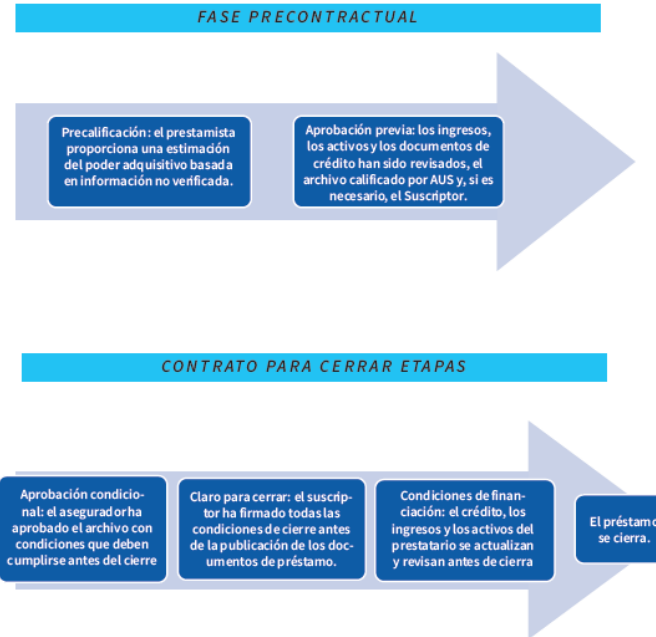 FASE PRECONTRACTUAL
Precalificación: el prestamista
proporciona una estimación
del poder adquisitivo basada
en información no verificada.
Aprobación previa: los ingresos,
los activos y los documentos de
crédito han sido revisados, el
archivo calificado por AUS y, si es
necesario, el Suscriptor.
CONTRATO PARA CERRAR ETAPAS
Aprobación condicio-
nal: el asegurador ha
aprobado el archivo con
condiciones que deben
cumplirse antes del cierre
Claro para cerrar: el suscrip-
tor ha firmado todas las
condiciones de cierre antes
de la publicación de los doc-
umentos de préstamo.
Condiciones de finan-
ciación: el crédito, los
ingresos y los activos del
prestatario se actualizan
y revisan antes de cierra
El préstamo
se cierra.